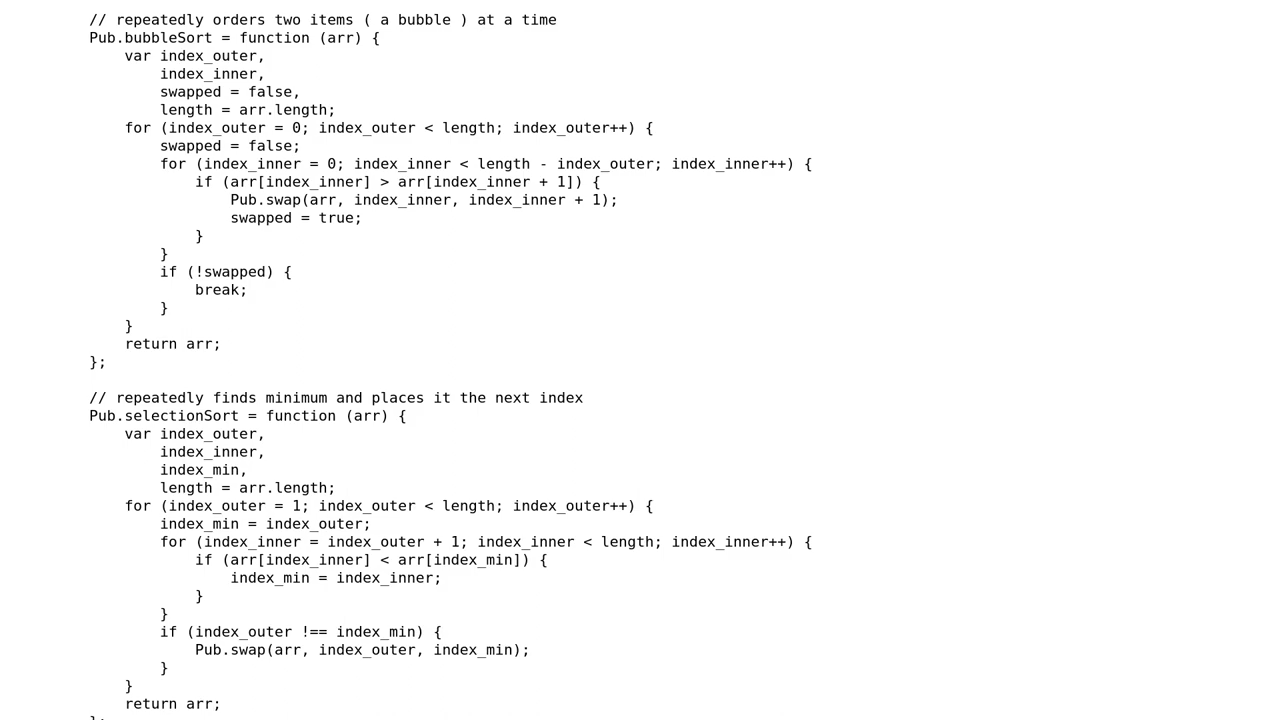 // repeatedly orders two items ( a bubble ) at a time
Pub.bubbleSort = function (arr) {
    var index_outer,
        index_inner,
        swapped = false,
        length = arr.length;
    for (index_outer = 0; index_outer < length; index_outer++) {
        swapped = false;
        for (index_inner = 0; index_inner < length - index_outer; index_inner++) {
            if (arr[index_inner] > arr[index_inner + 1]) {
                Pub.swap(arr, index_inner, index_inner + 1);
                swapped = true;
            }
        }
        if (!swapped) {
            break;
        }
    }
    return arr;
};

// repeatedly finds minimum and places it the next index
Pub.selectionSort = function (arr) {
    var index_outer,
        index_inner,
        index_min,
        length = arr.length;
    for (index_outer = 1; index_outer < length; index_outer++) {
        index_min = index_outer;
        for (index_inner = index_outer + 1; index_inner < length; index_inner++) {
            if (arr[index_inner] < arr[index_min]) {
                index_min = index_inner;
            }
        }
        if (index_outer !== index_min) {
            Pub.swap(arr, index_outer, index_min);
        }
    }
    return arr;
};